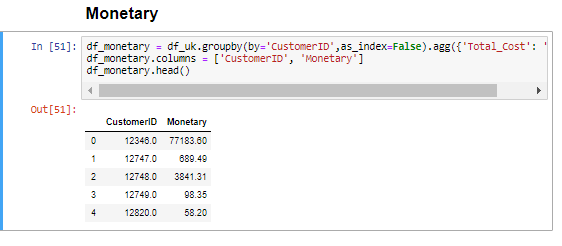 Monetary
In [51]: df_monetary = df_uk.groupby(by='CustomerID',as_index=False).agg({'Total_Cost': '
df_monetary.columns = ['CustomerID', 'Monetary']
df_monetary.head()
Out[51]:
CustomerID Monetary
0 12346.0 77183.60
1 12747.0 689.49
2 12748.0 3841.31
3 12749.0 98.35
4 12820.0 58.20